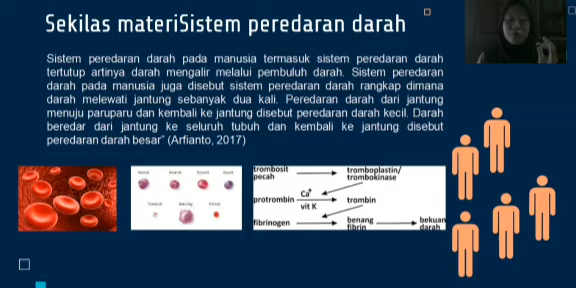 Sekilas materiSistem peredaran darah
Sistem peredaran darah pada manusia termasuk sistem peredaran darah
tertutup artinya darah mengalir melalui pembuluh darah. Sistem peredaran
darah pada manusia juga disebut sistem peredaran darah rangkap dimana
darah melewati jantung sebanyak dua kali. Peredaran darah dari jantung
menuju paruparu dan kembali ke jantung disebut peredaran darah kecil. Darah
beredar dari jantung ke seluruh tubuh dan kembali ke jantung disebut
peredaran darah besar" (Arfianto, 2017)
trombosit tromboplastin/
pecah trombokinase
protrombin Ca+ trombin
vit K
fibrinogen benang bekuan
fibrin darah